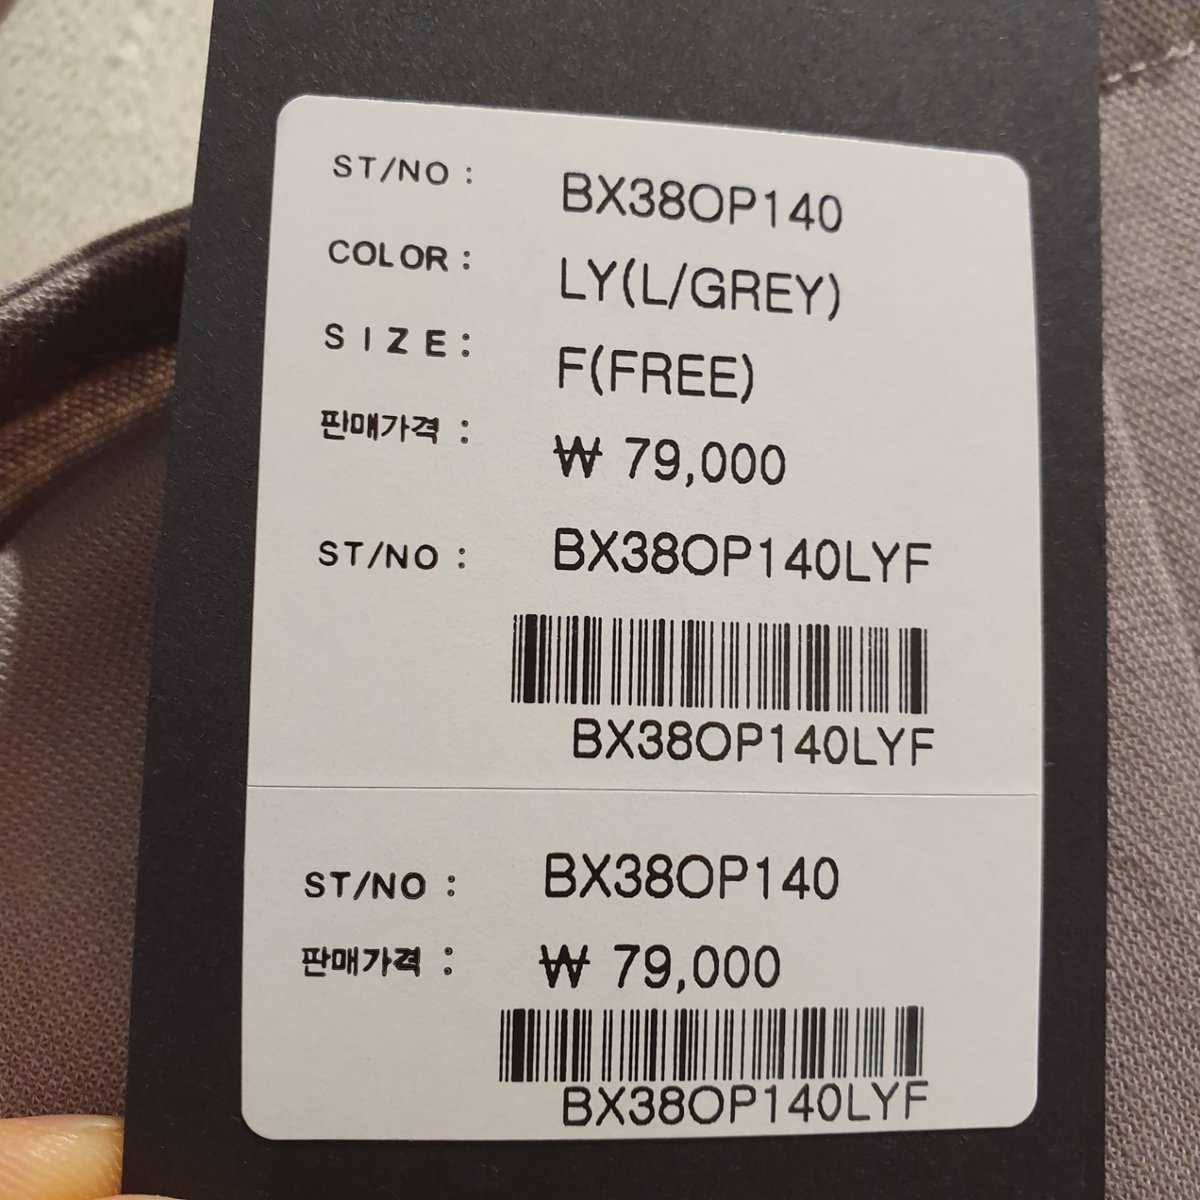 ST/NO : BX38OP140
COLOR : LY(L/GREY)
SIZE : F(FREE)
판매가격 : ₩ 79,000
ST/NO : BX38OP140LYF
BX38OP140LYF
ST/NO : BX38OP140
판매가격 : ₩ 79,000
BX38OP140LYF